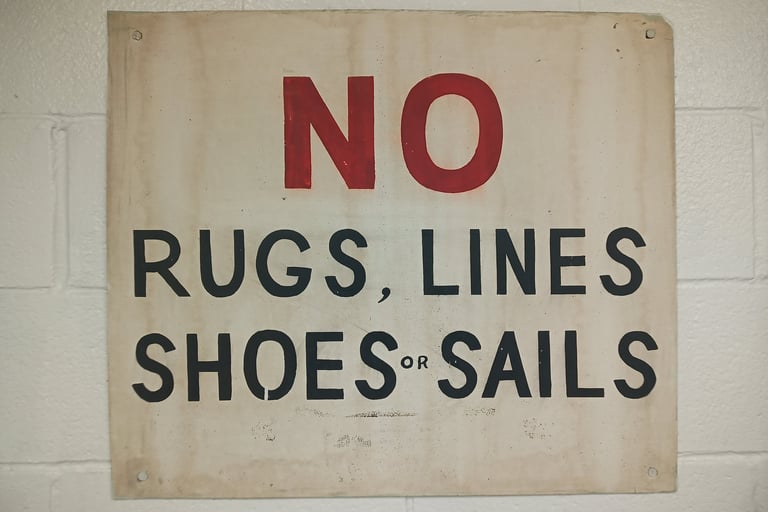 NO
RUGS, LINES
SHOES OR SAILS